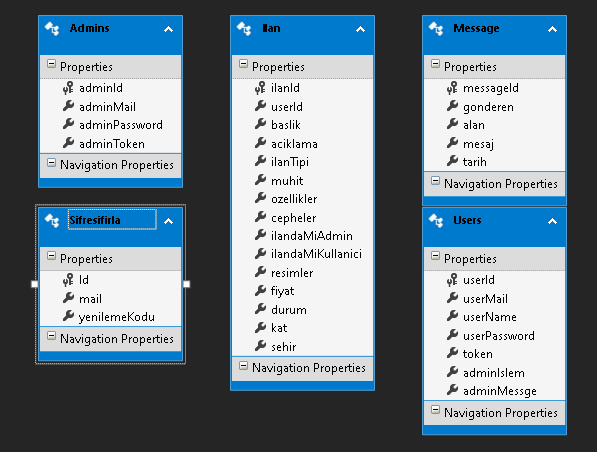 Admins
Properties
adminId
adminMail
adminPassword
adminToken
Navigation Properties
Sifresifirla
Properties
Id
mail
yenilemeKodu
Navigation Properties
Ilan
Properties
ilanId
userId
baslik
aciklama
ilanTipi
muhit
ozellikler
cepheler
ilandaMiAdmin
ilandaMiKullanici
resimler
fiyat
durum
kat
sehir
Navigation Properties
Message
Properties
messageId
gonderen
alan
mesaj
tarih
Navigation Properties
Users
Properties
userId
userMail
userName
userPassword
token
adminIslem
adminMessge
Navigation Properties